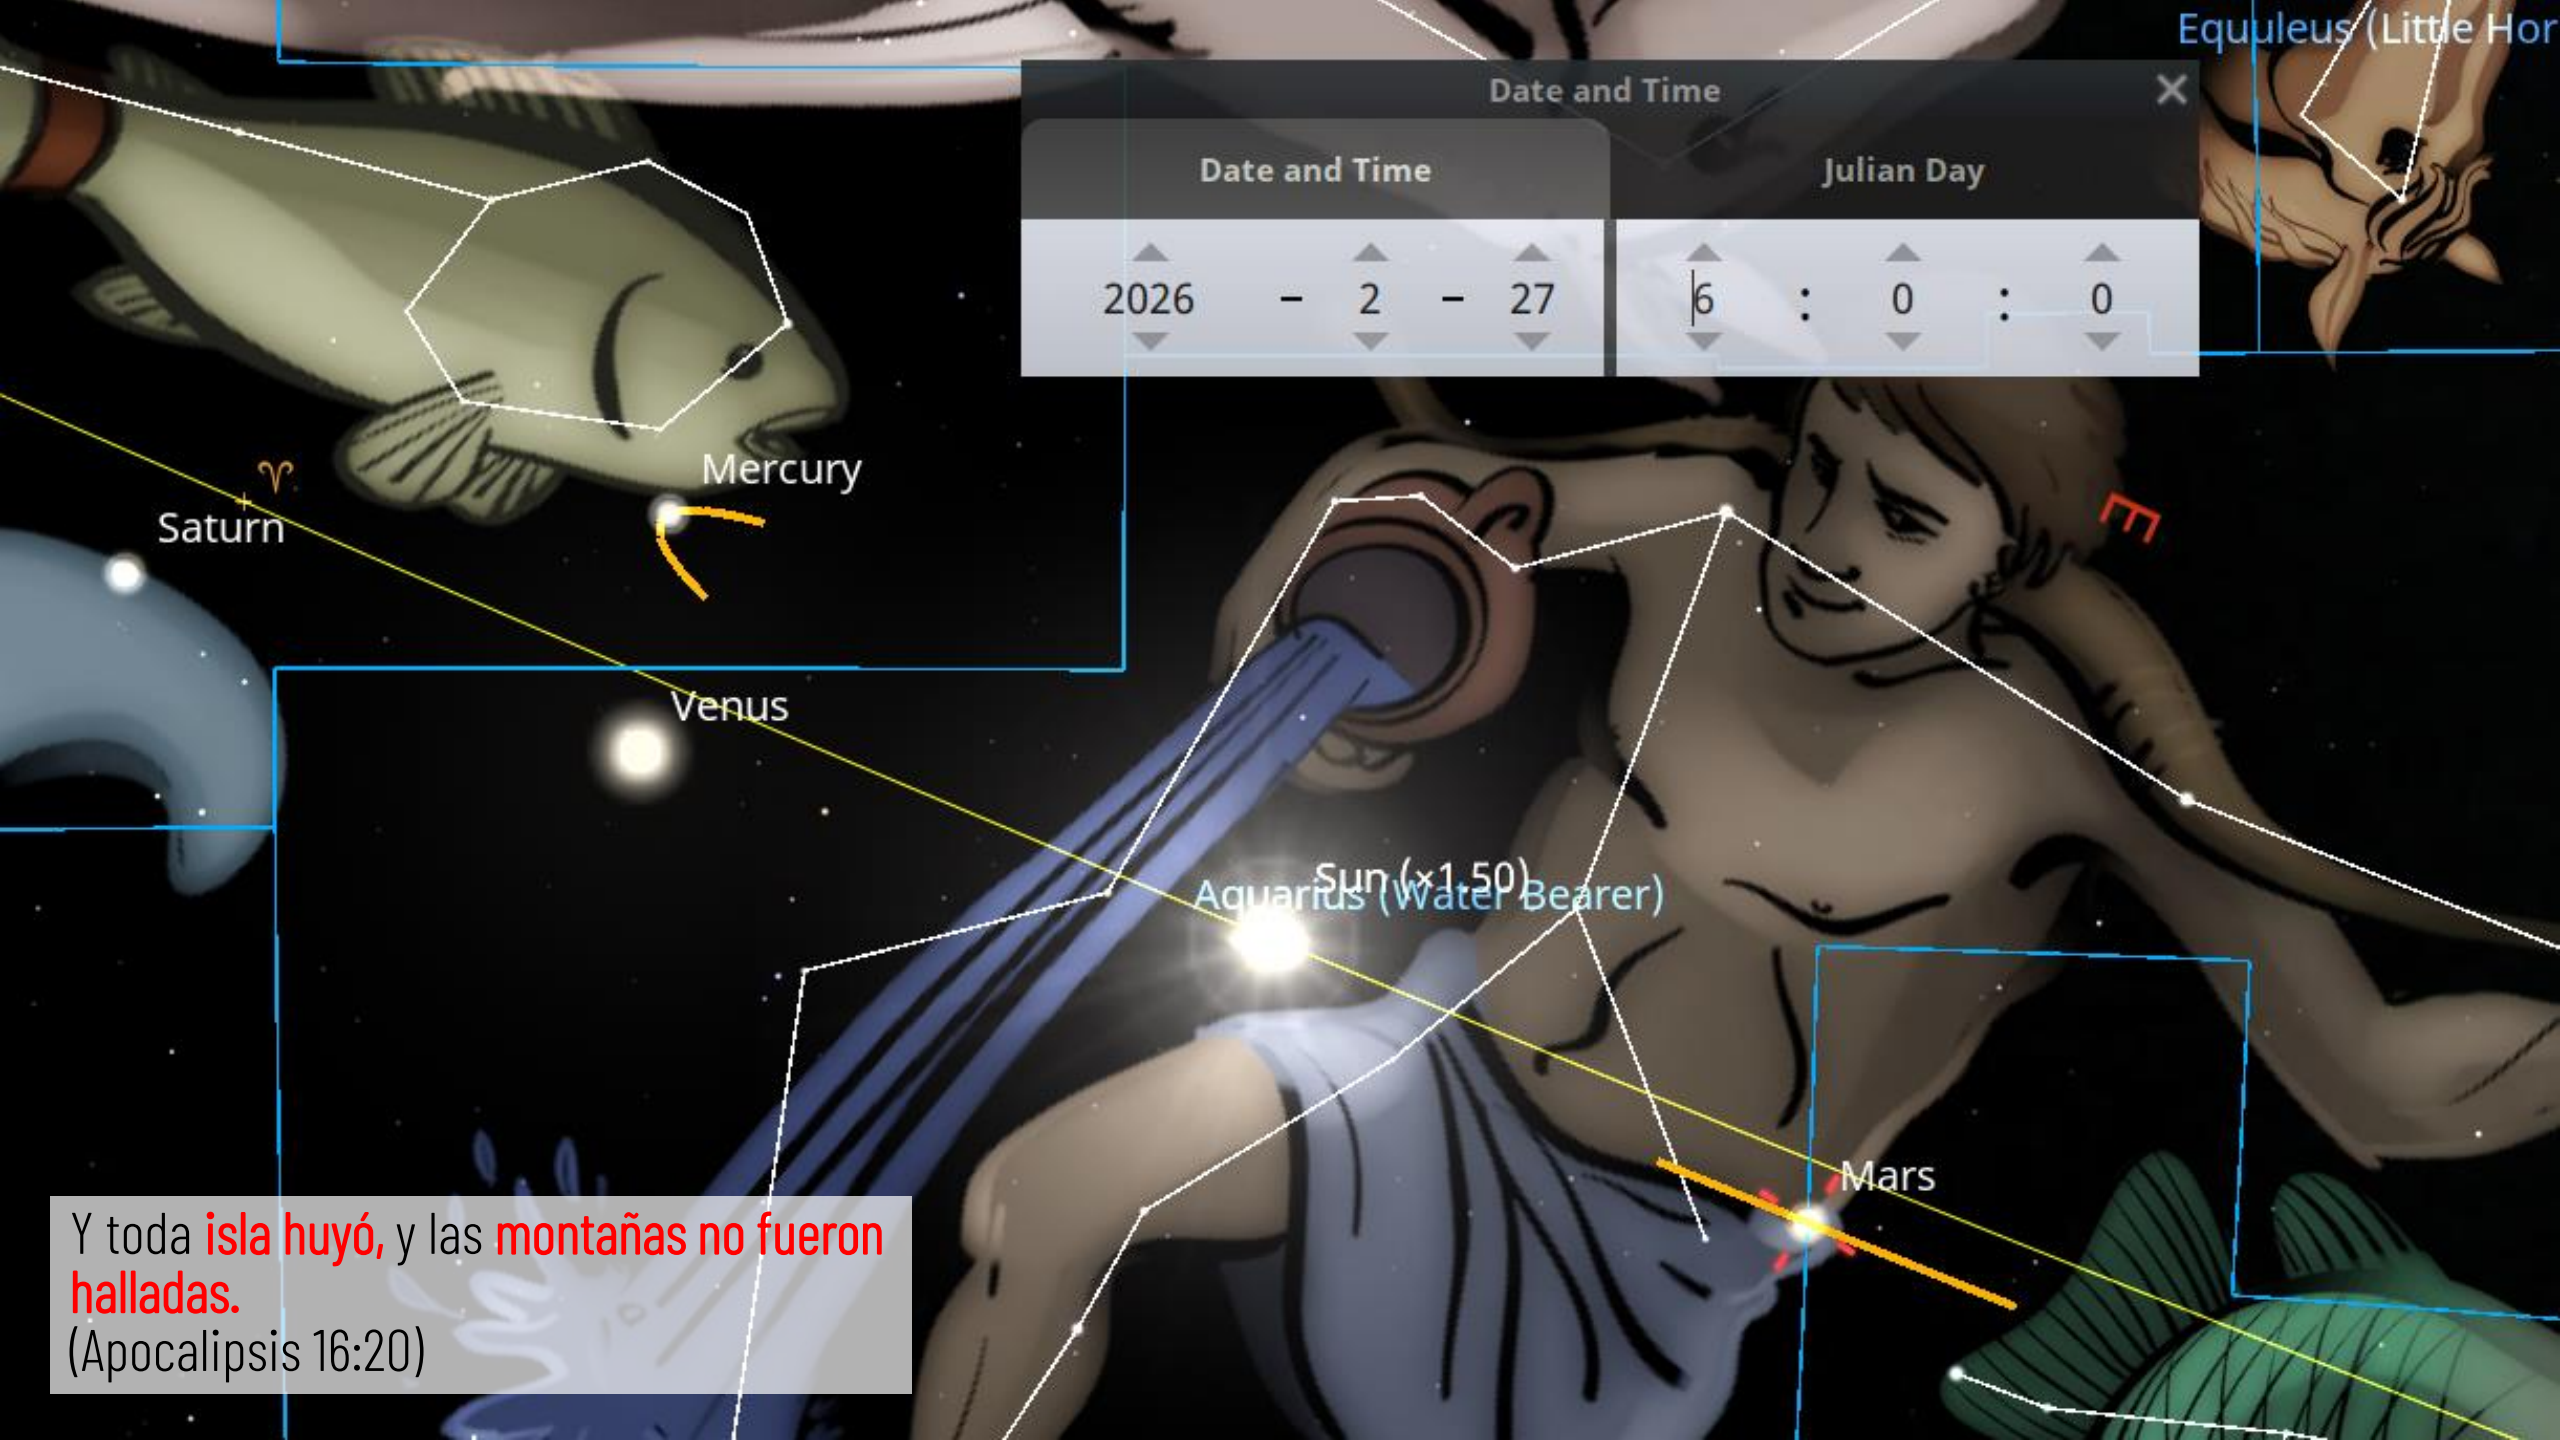 Equuleus (Little Hor
Date and Time
Date and Time
Julian Day
2026 - 2 - 27
6 : 0 : 0
Mercury
♈
Saturn
E
Venus
Sun (×1.50)
Aquarius (Water Bearer)
Mars
Y toda isla huyó, y las montañas no fueron
halladas.
(Apocalipsis 16:20)